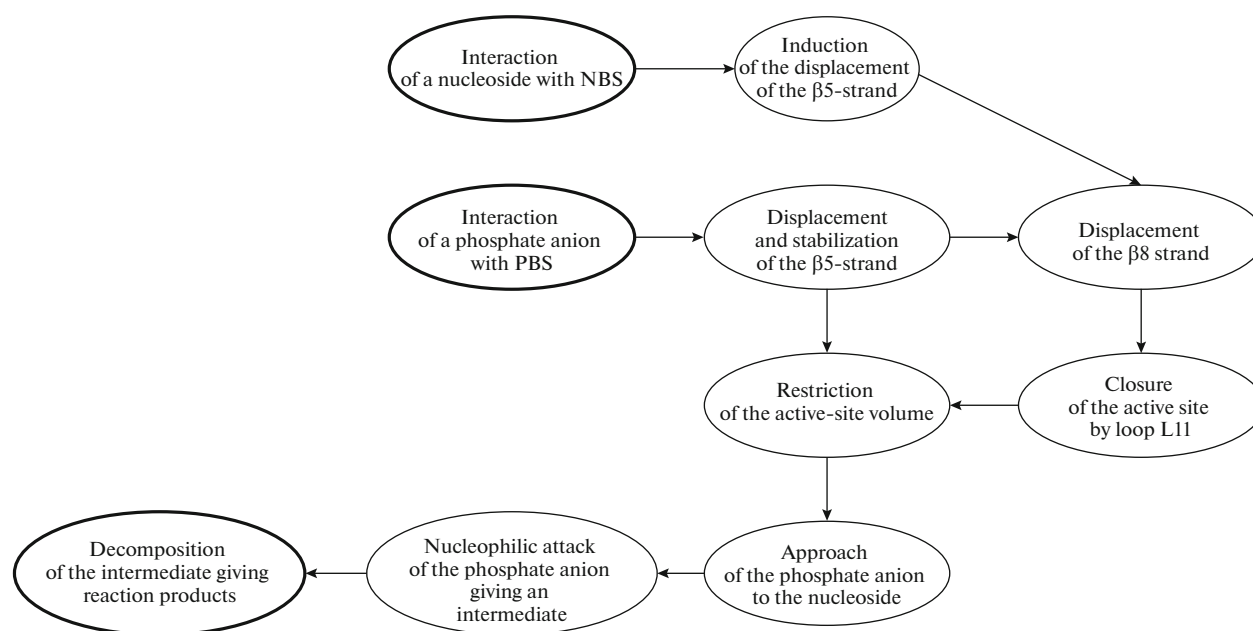 Interaction
of a nucleoside with NBS
Induction
of the displacement
of the β5-strand
Interaction
of a phosphate anion
with PBS
Displacement
and stabilization
of the β5-strand
Displacement
of the β8 strand
Restriction
of the active-site volume
Closure
of the active site
by loop L11
Decomposition
of the intermediate giving
reaction products
Nucleophilic attack
of the phosphate anion
giving an
intermediate
Approach
of the phosphate anion
to the nucleoside